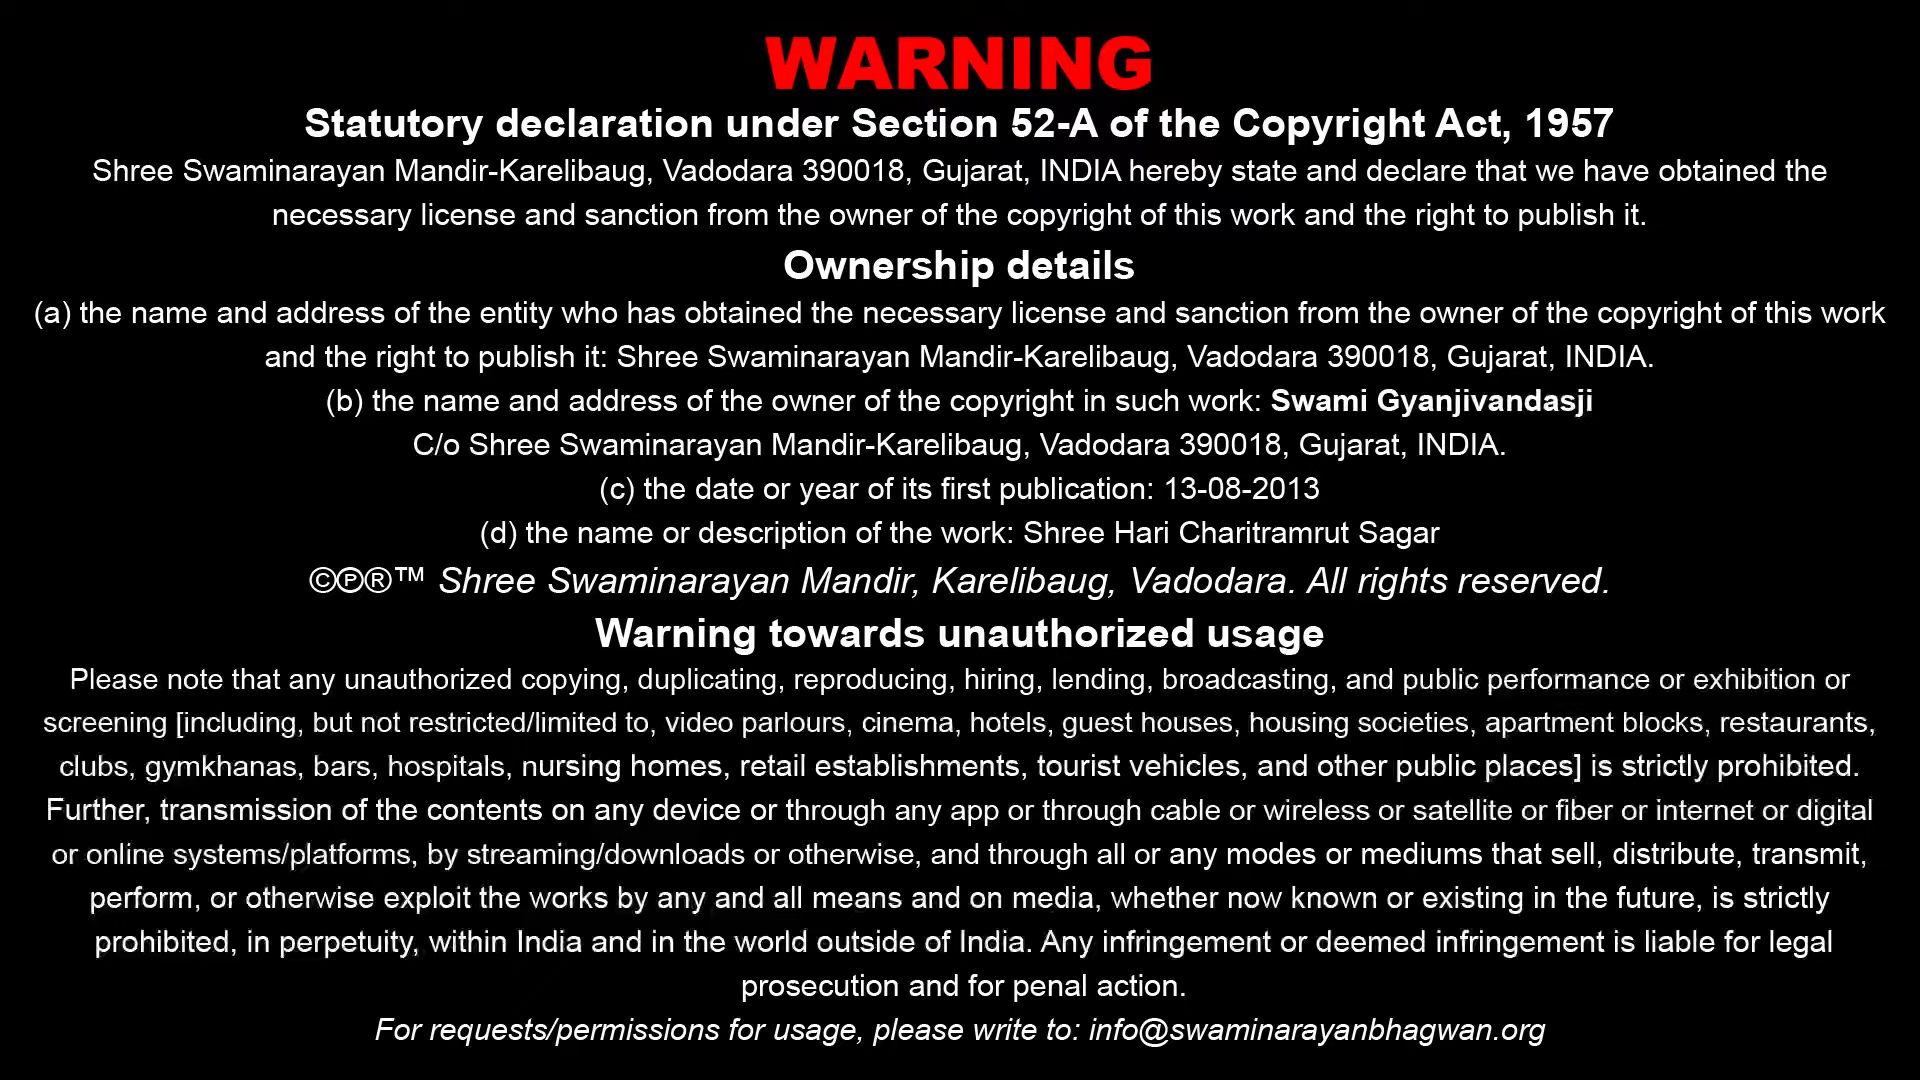 WARNING
Statutory declaration under Section 52-A of the Copyright Act, 1957
Shree Swaminarayan Mandir-Karelibaug, Vadodara 390018, Gujarat, INDIA hereby state and declare that we have obtained the
necessary license and sanction from the owner of the copyright of this work and the right to publish it.
Ownership details
(a) the name and address of the entity who has obtained the necessary license and sanction from the owner of the copyright of this work
and the right to publish it: Shree Swaminarayan Mandir-Karelibaug, Vadodara 390018, Gujarat, INDIA.
(b) the name and address of the owner of the copyright in such work: Swami Gyanjivandasji
C/o Shree Swaminarayan Mandir-Karelibaug, Vadodara 390018, Gujarat, INDIA.
(c) the date or year of its first publication: 13-08-2013
(d) the name or description of the work: Shree Hari Charitramrut Sagar
©℗®™ Shree Swaminarayan Mandir, Karelibaug, Vadodara. All rights reserved.
Warning towards unauthorized usage
Please note that any unauthorized copying, duplicating, reproducing, hiring, lending, broadcasting, and public performance or exhibition or
screening [including, but not restricted/limited to, video parlours, cinema, hotels, guest houses, housing societies, apartment blocks, restaurants,
clubs, gymkhanas, bars, hospitals, nursing homes, retail establishments, tourist vehicles, and other public places] is strictly prohibited.
Further, transmission of the contents on any device or through any app or through cable or wireless or satellite or fiber or internet or digital
or online systems/platforms, by streaming/downloads or otherwise, and through all or any modes or mediums that sell, distribute, transmit,
perform, or otherwise exploit the works by any and all means and on media, whether now known or existing in the future, is strictly
prohibited, in perpetuity, within India and in the world outside of India. Any infringement or deemed infringement is liable for legal
prosecution and for penal action.
For requests/permissions for usage, please write to: info@swaminarayanbhagwan.org